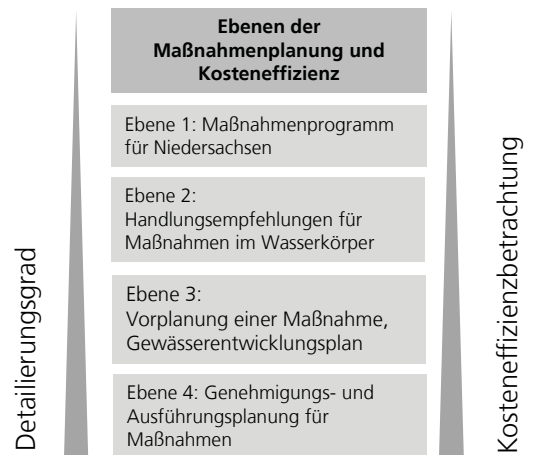 Ebenen der
Maßnahmenplanung und
Kosteneffizienz
Ebene 1: Maßnahmenprogramm
für Niedersachsen
Ebene 2:
Handlungsempfehlungen für
Maßnahmen im Wasserkörper
Ebene 3:
Vorplanung einer Maßnahme,
Gewässerentwicklungsplan
Ebene 4: Genehmigungs- und
Ausführungsplanung für
Maßnahmen
Detailierungsgrad
Kosteneffizienzbetrachtung